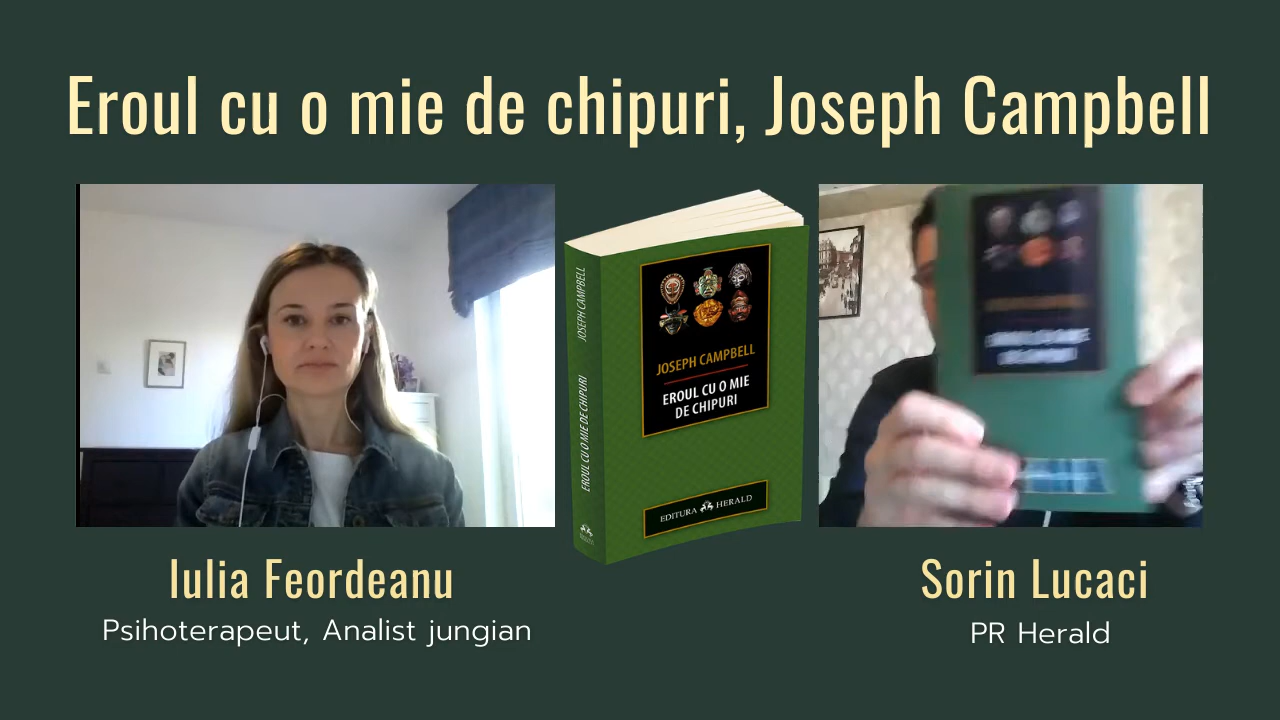 Eroul cu o mie de chipuri, Joseph Campbell
JOSEPH CAMPBELL
EROUL CU O MIE DE CHIPURI
JOSEPH CAMPBELL
EROUL CU O MIE
DE CHIPURI
EDITURA HERALD
Iulia Feordeanu
Psihoterapeut, Analist jungian
Sorin Lucaci
PR Herald